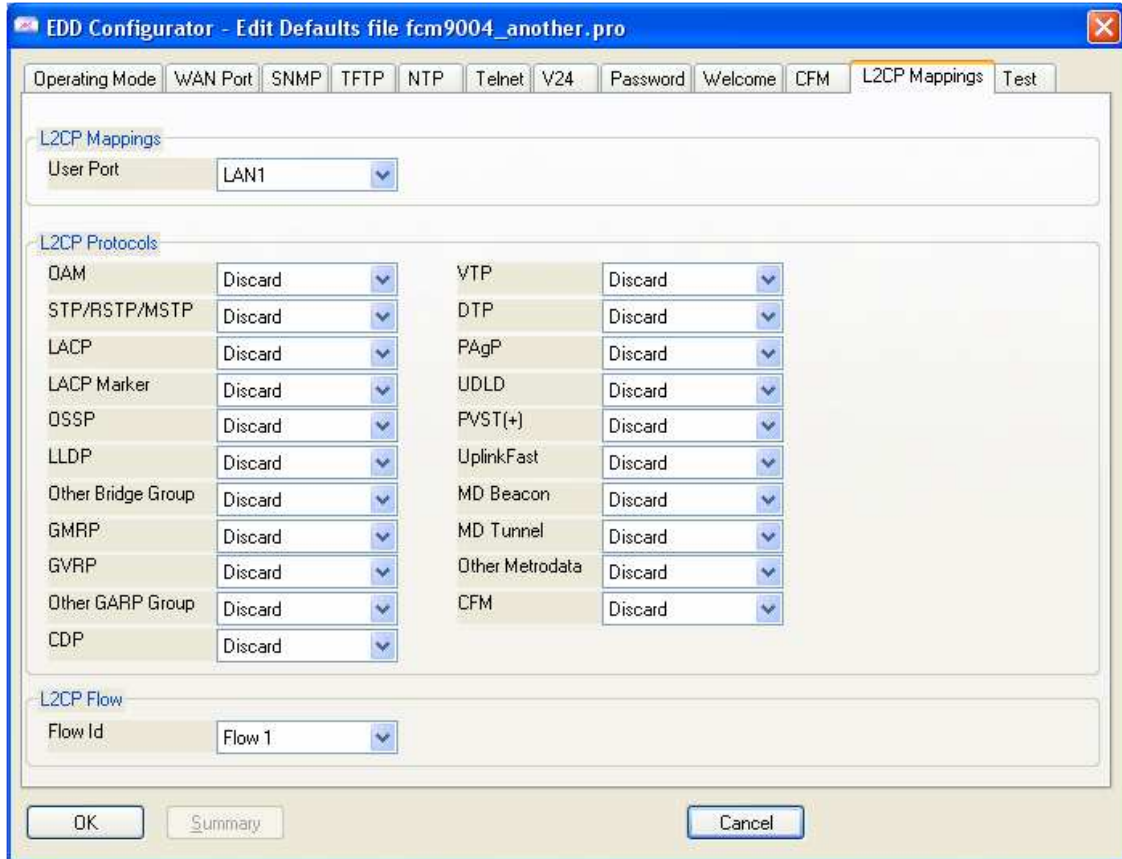 EDD Configurator - Edit Defaults file fcm9004_another.pro
Operating Mode WAN Port SNMP TFTP NTP Telnet V24 Password Welcome CFM L2CP Mappings Test
L2CP Mappings
User Port LAN1
L2CP Protocols
OAM Discard VTP Discard
STP/RSTP/MSTP Discard DTP Discard
LACP Discard PAgP Discard
LACP Marker Discard UDLD Discard
OSSP Discard PVST(+) Discard
LLDP Discard UplinkFast Discard
Other Bridge Group Discard MD Beacon Discard
GMRP Discard MD Tunnel Discard
GVRP Discard Other Metrodata Discard
Other GARP Group Discard CFM Discard
CDP Discard
L2CP Flow
Flow Id Flow 1
OK Summary Cancel